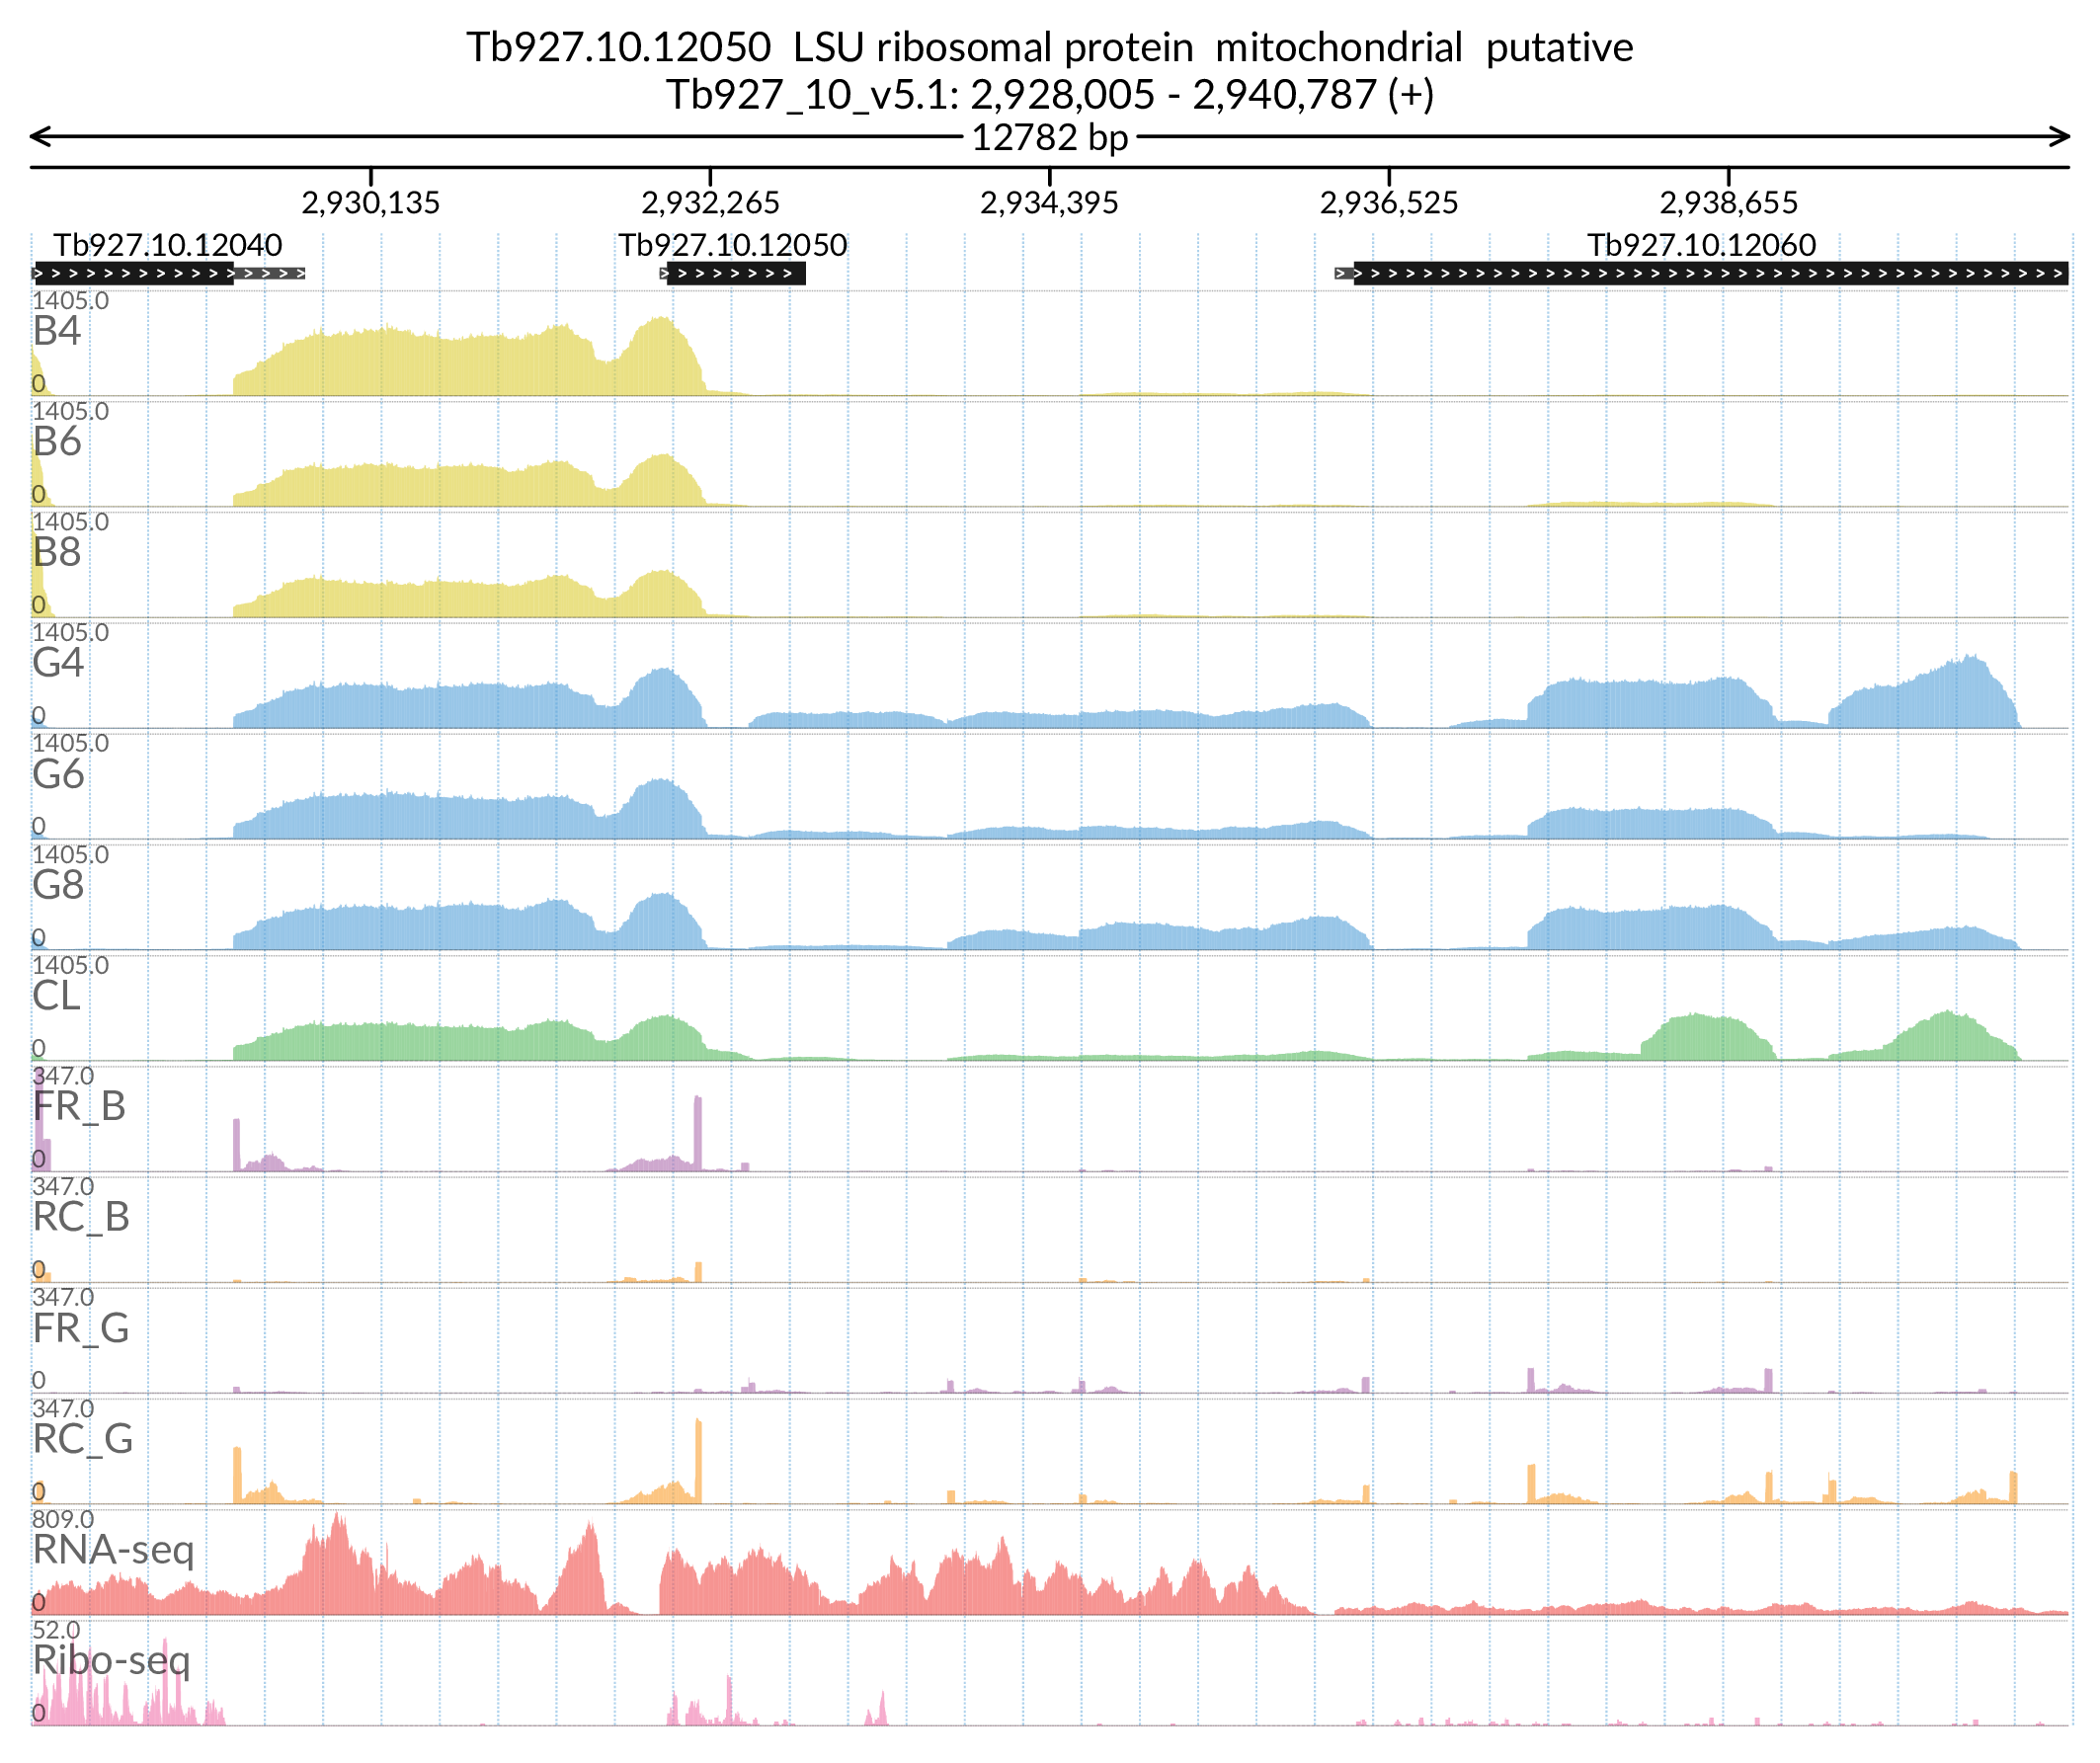 Tb927.10.12050 LSU ribosomal protein mitochondrial putative
Tb927_10_v5.1: 2,928,005 - 2,940,787 (+)
12782 bp
2,930,135 2,932,265 2,934,395 2,936,525 2,938,655
Tb927.10.12040 Tb927.10.12050 Tb927.10.12060
1405.0
B4
0
1405.0
B6
0
1405.0
B8
0
1405.0
G4
0
1405.0
G6
0
1405.0
G8
0
1405.0
CL
0
347.0
FR_B
0
347.0
RC_B
0
347.0
FR_G
0
347.0
RC_G
0
809.0
RNA-seq
0
52.0
Ribo-seq
0